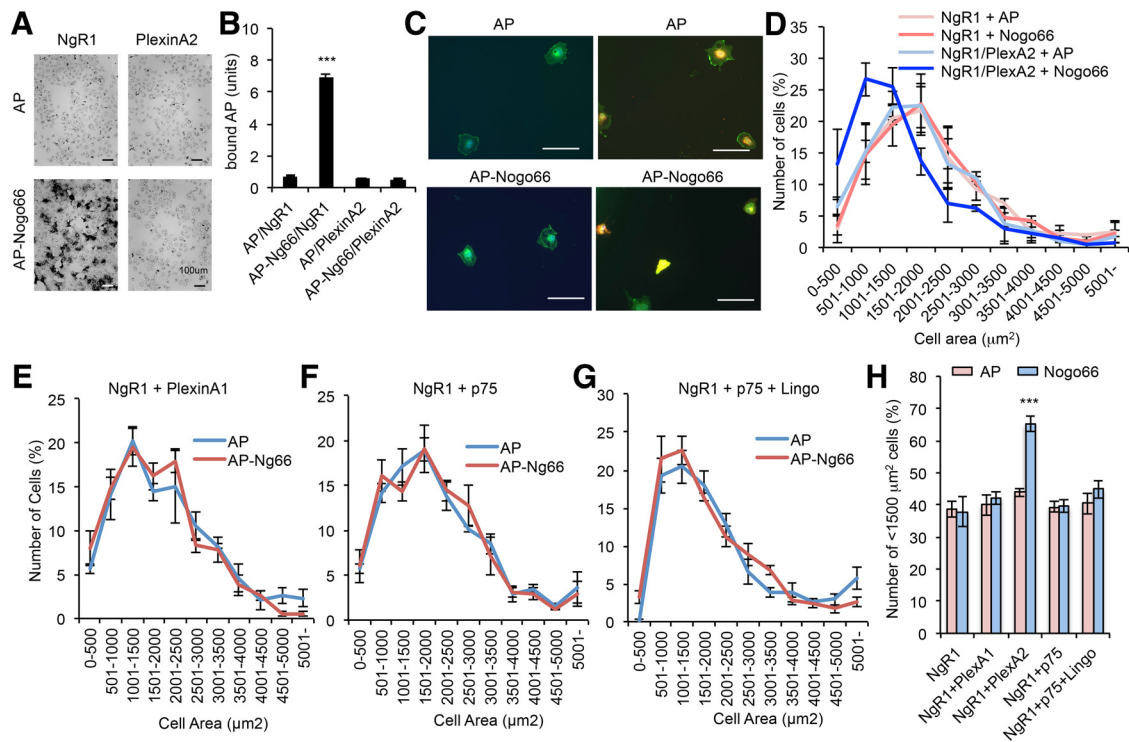 A
NgR1
PlexinA2
AP
AP-Nogo66
100um
B
bound AP (units)
8
6
4
2
0
***
AP/NgR1
AP-Ng66/NgR1
AP/PlexinA2
AP-Ng66/PlexinA2
C
AP
AP
AP-Nogo66
AP-Nogo66
D
NgR1 + AP
NgR1 + Nogo66
NgR1/PlexA2 + AP
NgR1/PlexA2 + Nogo66
Number of cells (%)
35
30
25
20
15
10
5
0
0-500
501-1000
1001-1500
1501-2000
2001-2500
2501-3000
3001-3500
3501-4000
4001-4500
4501-5000
5001-
Cell area (μm²)
E
NgR1 + PlexinA1
AP
AP-Ng66
Number of Cells (%)
25
20
15
10
5
0
0-500
501-1000
1001-1500
1501-2000
2001-2500
2501-3000
3001-3500
3501-4000
4001-4500
4501-5000
5001-
Cell Area (μm2)
F
NgR1 + p75
AP
AP-Ng66
25
20
15
10
5
0
0-500
501-1000
1001-1500
1501-2000
2001-2500
2501-3000
3001-3500
3501-4000
4001-4500
4501-5000
5001-
Cell Area (μm2)
G
NgR1 + p75 + Lingo
AP
AP-Ng66
30
25
20
15
10
5
0
0-500
501-1000
1001-1500
1501-2000
2001-2500
2501-3000
3001-3500
3501-4000
4001-4500
4501-5000
5001-
Cell Area (μm2)
H
AP
Nogo66
Number of <1500 μm² cells (%)
80
70
60
50
40
30
20
10
0
***
NgR1
NgR1+PlexA1
NgR1+PlexA2
NgR1+p75
NgR1+p75+Lingo